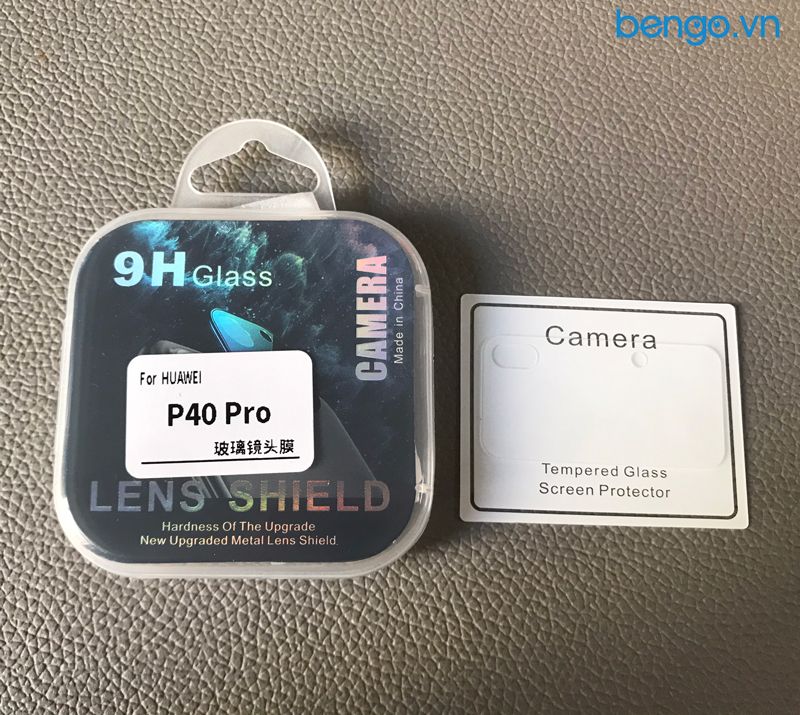 bengo.vn
9H Glass
CAMERA
Made in China
For HUAWEI
P40 Pro
玻璃镜头膜
LENS SHIELD
Hardness Of The Upgrade
New Upgraded Metal Lens Shield.
Camera
Tempered Glass
Screen Protector